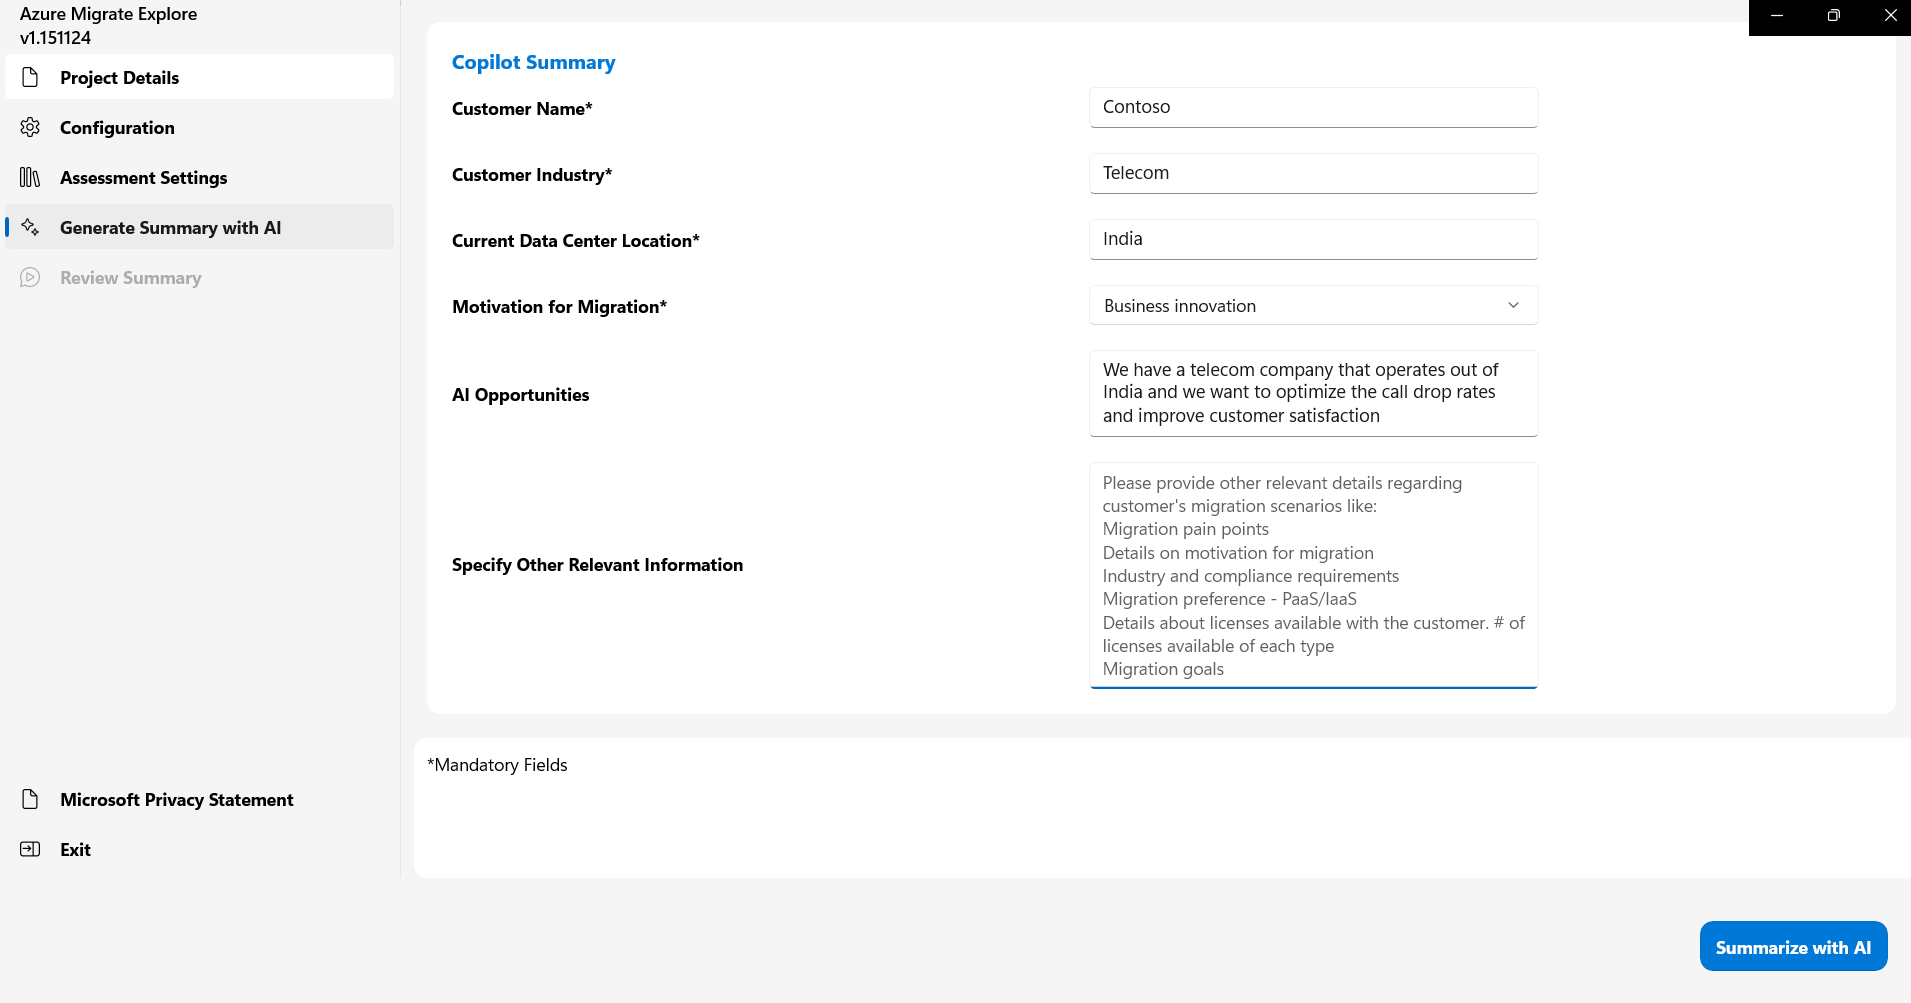 Azure Migrate Explore
v1.151124
Project Details
Configuration
Assessment Settings
Generate Summary with AI
Review Summary
Microsoft Privacy Statement
Exit
Copilot Summary
Customer Name*
Contoso
Customer Industry*
Telecom
Current Data Center Location*
India
Motivation for Migration*
Business innovation
AI Opportunities
We have a telecom company that operates out of
India and we want to optimize the call drop rates
and improve customer satisfaction
Specify Other Relevant Information
Please provide other relevant details regarding
customer's migration scenarios like:
Migration pain points
Details on motivation for migration
Industry and compliance requirements
Migration preference - PaaS/IaaS
Details about licenses available with the customer. # of
licenses available of each type
Migration goals
*Mandatory Fields
Summarize with AI